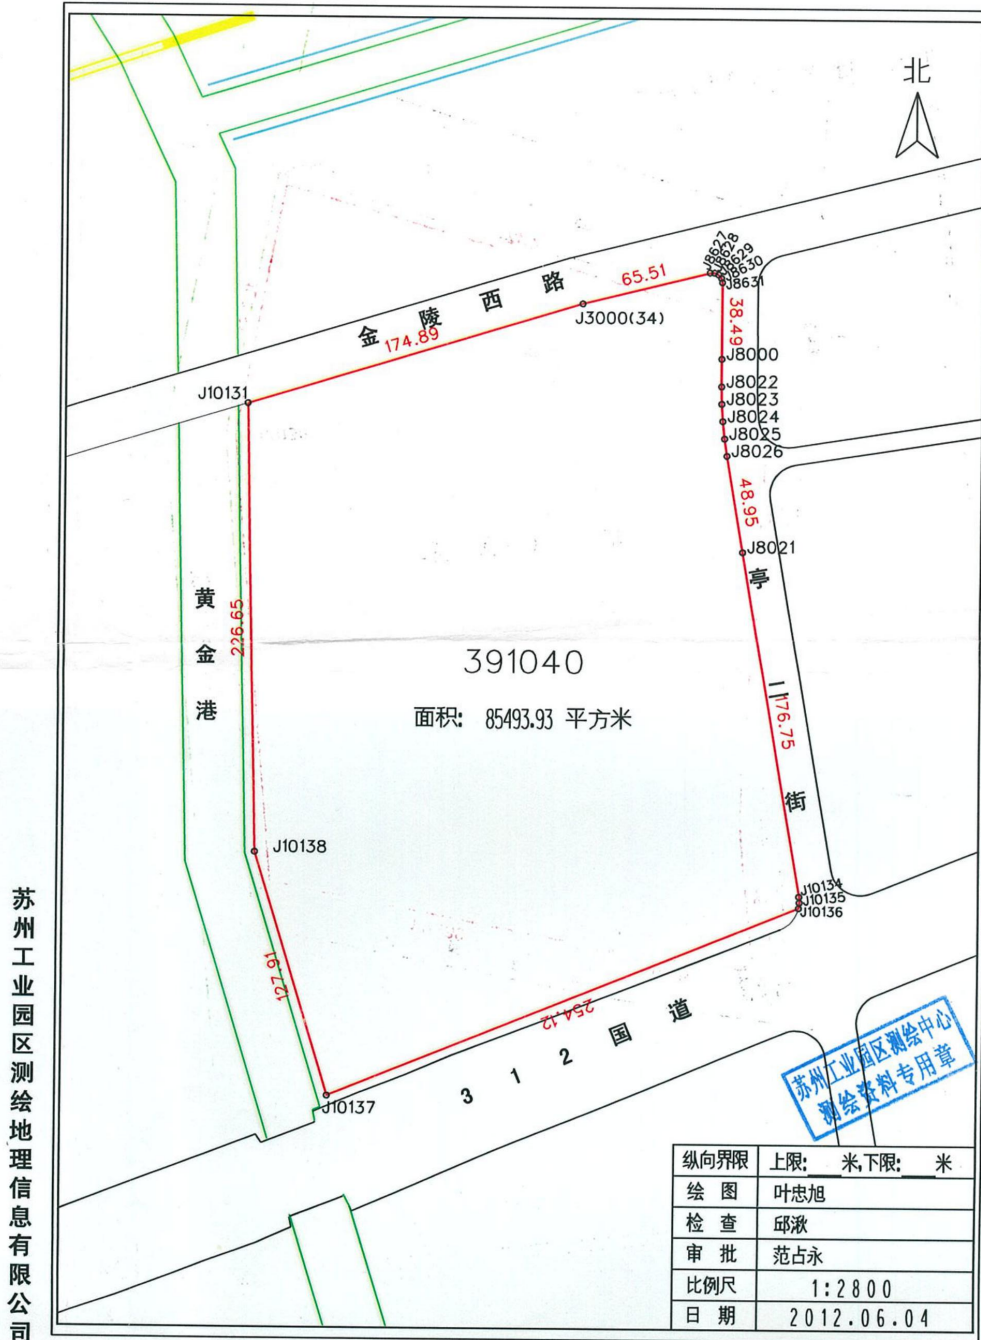 北
金陵西路
J8627
J8628
J8629
J8630
J8631
65.51
J3000(34)
174.89
38.49
J10131
J8000
J8022
J8023
J8024
J8025
J8026
48.95
J8021
亭二街
黄金港
226.65
391040
面积: 85493.93 平方米
176.75
J10138
J10134
J10135
J10136
127.91
254.12
312国道
J10137
苏州工业园区测绘中心
测绘资料专用章
纵向界限 上限: 米,下限: 米
绘 图 叶忠旭
检 查 邱湫
审 批 范占永
比例尺 1:2800
日 期 2012.06.04
苏州工业园区测绘地理信息有限公司